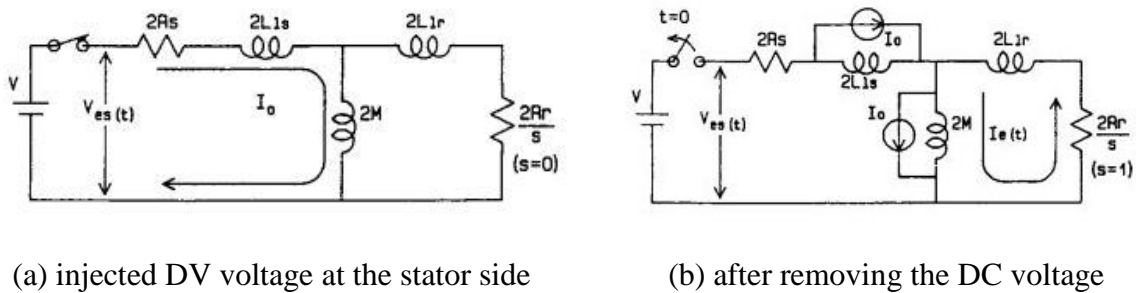 2Rs
2L1s
2L1r
V
Ves(t)
Io
2M
2Rr
s
(s=0)
t=0
2Rs
Io
2L1s
2L1r
V
Ves(t)
Io
2M
Ie(t)
2Rr
s
(s=1)
(a) injected DV voltage at the stator side
(b) after removing the DC voltage